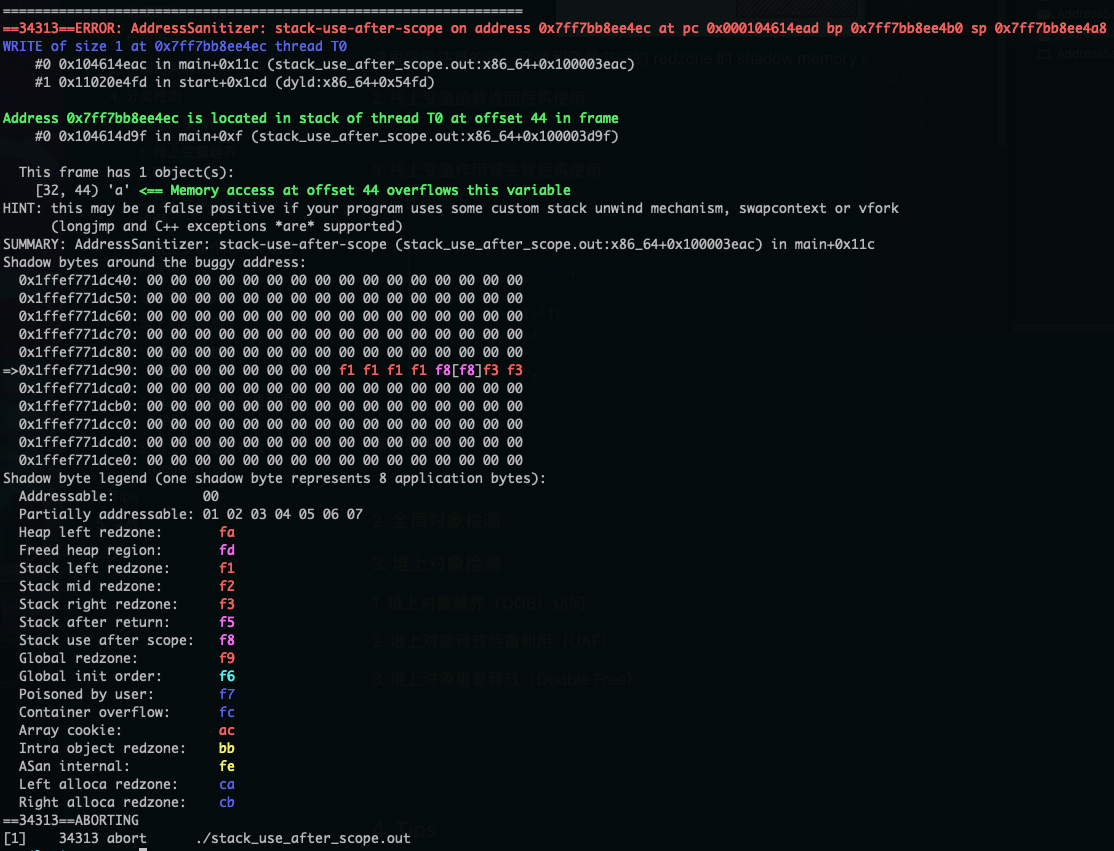 =================================================================
==34313==ERROR: AddressSanitizer: stack-use-after-scope on address 0x7ff7bb8ee4ec at pc 0x000104614ead bp 0x7ff7bb8ee4b0 sp 0x7ff7bb8ee4a8
WRITE of size 1 at 0x7ff7bb8ee4ec thread T0
    #0 0x104614eac in main+0x11c (stack_use_after_scope.out:x86_64+0x100003eac)
    #1 0x11020e4fd in start+0x1cd (dyld:x86_64+0x54fd)

Address 0x7ff7bb8ee4ec is located in stack of thread T0 at offset 44 in frame
    #0 0x104614d9f in main+0xf (stack_use_after_scope.out:x86_64+0x100003d9f)

  This frame has 1 object(s):
    [32, 44) 'a' <== Memory access at offset 44 overflows this variable
HINT: this may be a false positive if your program uses some custom stack unwind mechanism, swapcontext or vfork
      (longjmp and C++ exceptions *are* supported)
SUMMARY: AddressSanitizer: stack-use-after-scope (stack_use_after_scope.out:x86_64+0x100003eac) in main+0x11c
Shadow bytes around the buggy address:
  0x1ffef771dc40: 00 00 00 00 00 00 00 00 00 00 00 00 00 00 00 00
  0x1ffef771dc50: 00 00 00 00 00 00 00 00 00 00 00 00 00 00 00 00
  0x1ffef771dc60: 00 00 00 00 00 00 00 00 00 00 00 00 00 00 00 00
  0x1ffef771dc70: 00 00 00 00 00 00 00 00 00 00 00 00 00 00 00 00
  0x1ffef771dc80: 00 00 00 00 00 00 00 00 00 00 00 00 00 00 00 00
=>0x1ffef771dc90: 00 00 00 00 00 00 00 00 f1 f1 f1 f1 f8[f8]f3 f3
  0x1ffef771dca0: 00 00 00 00 00 00 00 00 00 00 00 00 00 00 00 00
  0x1ffef771dcb0: 00 00 00 00 00 00 00 00 00 00 00 00 00 00 00 00
  0x1ffef771dcc0: 00 00 00 00 00 00 00 00 00 00 00 00 00 00 00 00
  0x1ffef771dcd0: 00 00 00 00 00 00 00 00 00 00 00 00 00 00 00 00
  0x1ffef771dce0: 00 00 00 00 00 00 00 00 00 00 00 00 00 00 00 00
Shadow byte legend (one shadow byte represents 8 application bytes):
  Addressable:           00
  Partially addressable: 01 02 03 04 05 06 07
  Heap left redzone:       fa
  Freed heap region:       fd
  Stack left redzone:      f1
  Stack mid redzone:       f2
  Stack right redzone:     f3
  Stack after return:      f5
  Stack use after scope:   f8
  Global redzone:          f9
  Global init order:       f6
  Poisoned by user:        f7
  Container overflow:      fc
  Array cookie:            ac
  Intra object redzone:    bb
  ASan internal:           fe
  Left alloca redzone:     ca
  Right alloca redzone:    cb
==34313==ABORTING
[1]    34313 abort      ./stack_use_after_scope.out